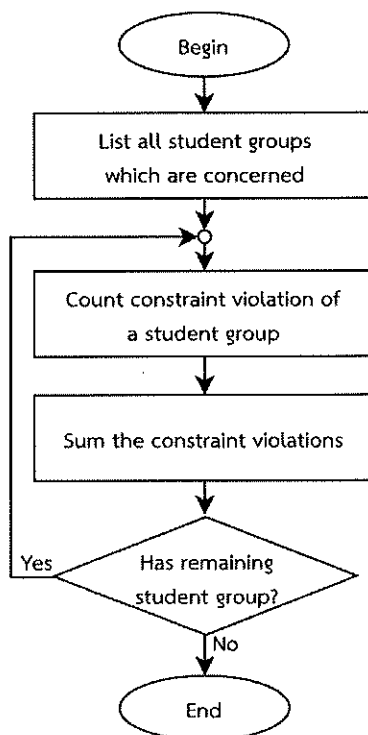 Begin
List all student groups
which are concerned
Count constraint violation of
a student group
Sum the constraint violations
Yes
Has remaining
student group?
No
End